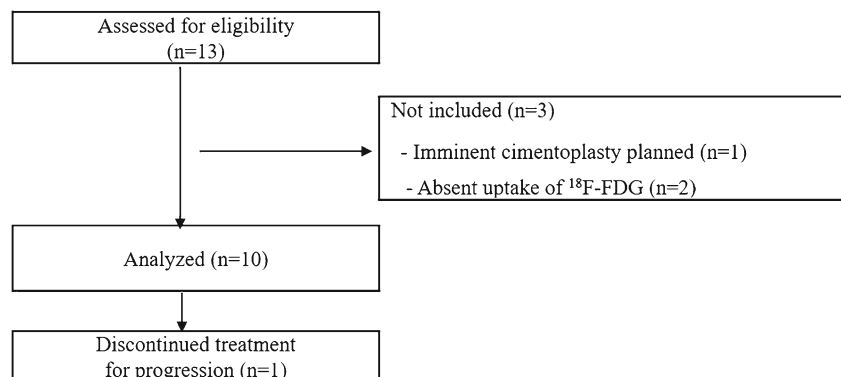 Assessed for eligibility
(n=13)
Not included (n=3)
- Imminent cimentoplasty planned (n=1)
- Absent uptake of ¹⁸F-FDG (n=2)
Analyzed (n=10)
Discontinued treatment
for progression (n=1)